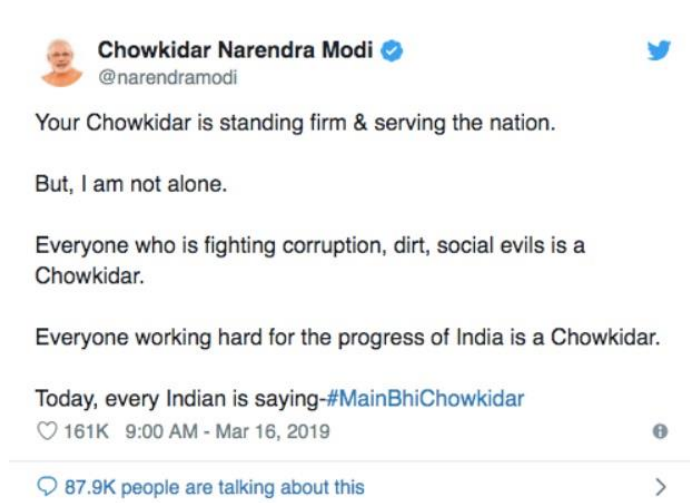 Chowkidar Narendra Modi
@narendramodi
Your Chowkidar is standing firm & serving the nation.
But, I am not alone.
Everyone who is fighting corruption, dirt, social evils is a
Chowkidar.
Everyone working hard for the progress of India is a Chowkidar.
Today, every Indian is saying-#MainBhiChowkidar
161K 9:00 AM - Mar 16, 2019
87.9K people are talking about this